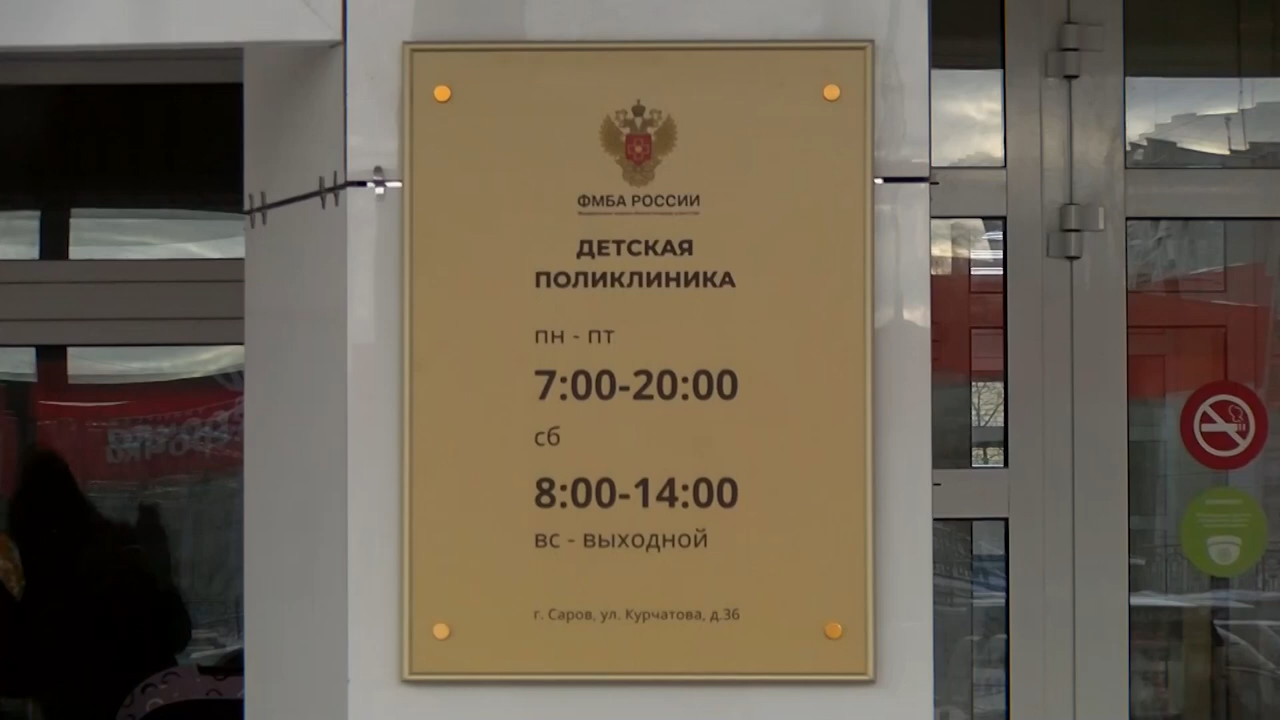 ФМБА РОССИИ
ДЕТСКАЯ
ПОЛИКЛИНИКА
пн - пт
7:00-20:00
сб
8:00-14:00
вс - выходной
г. Саров, ул. Курчатова, д.36